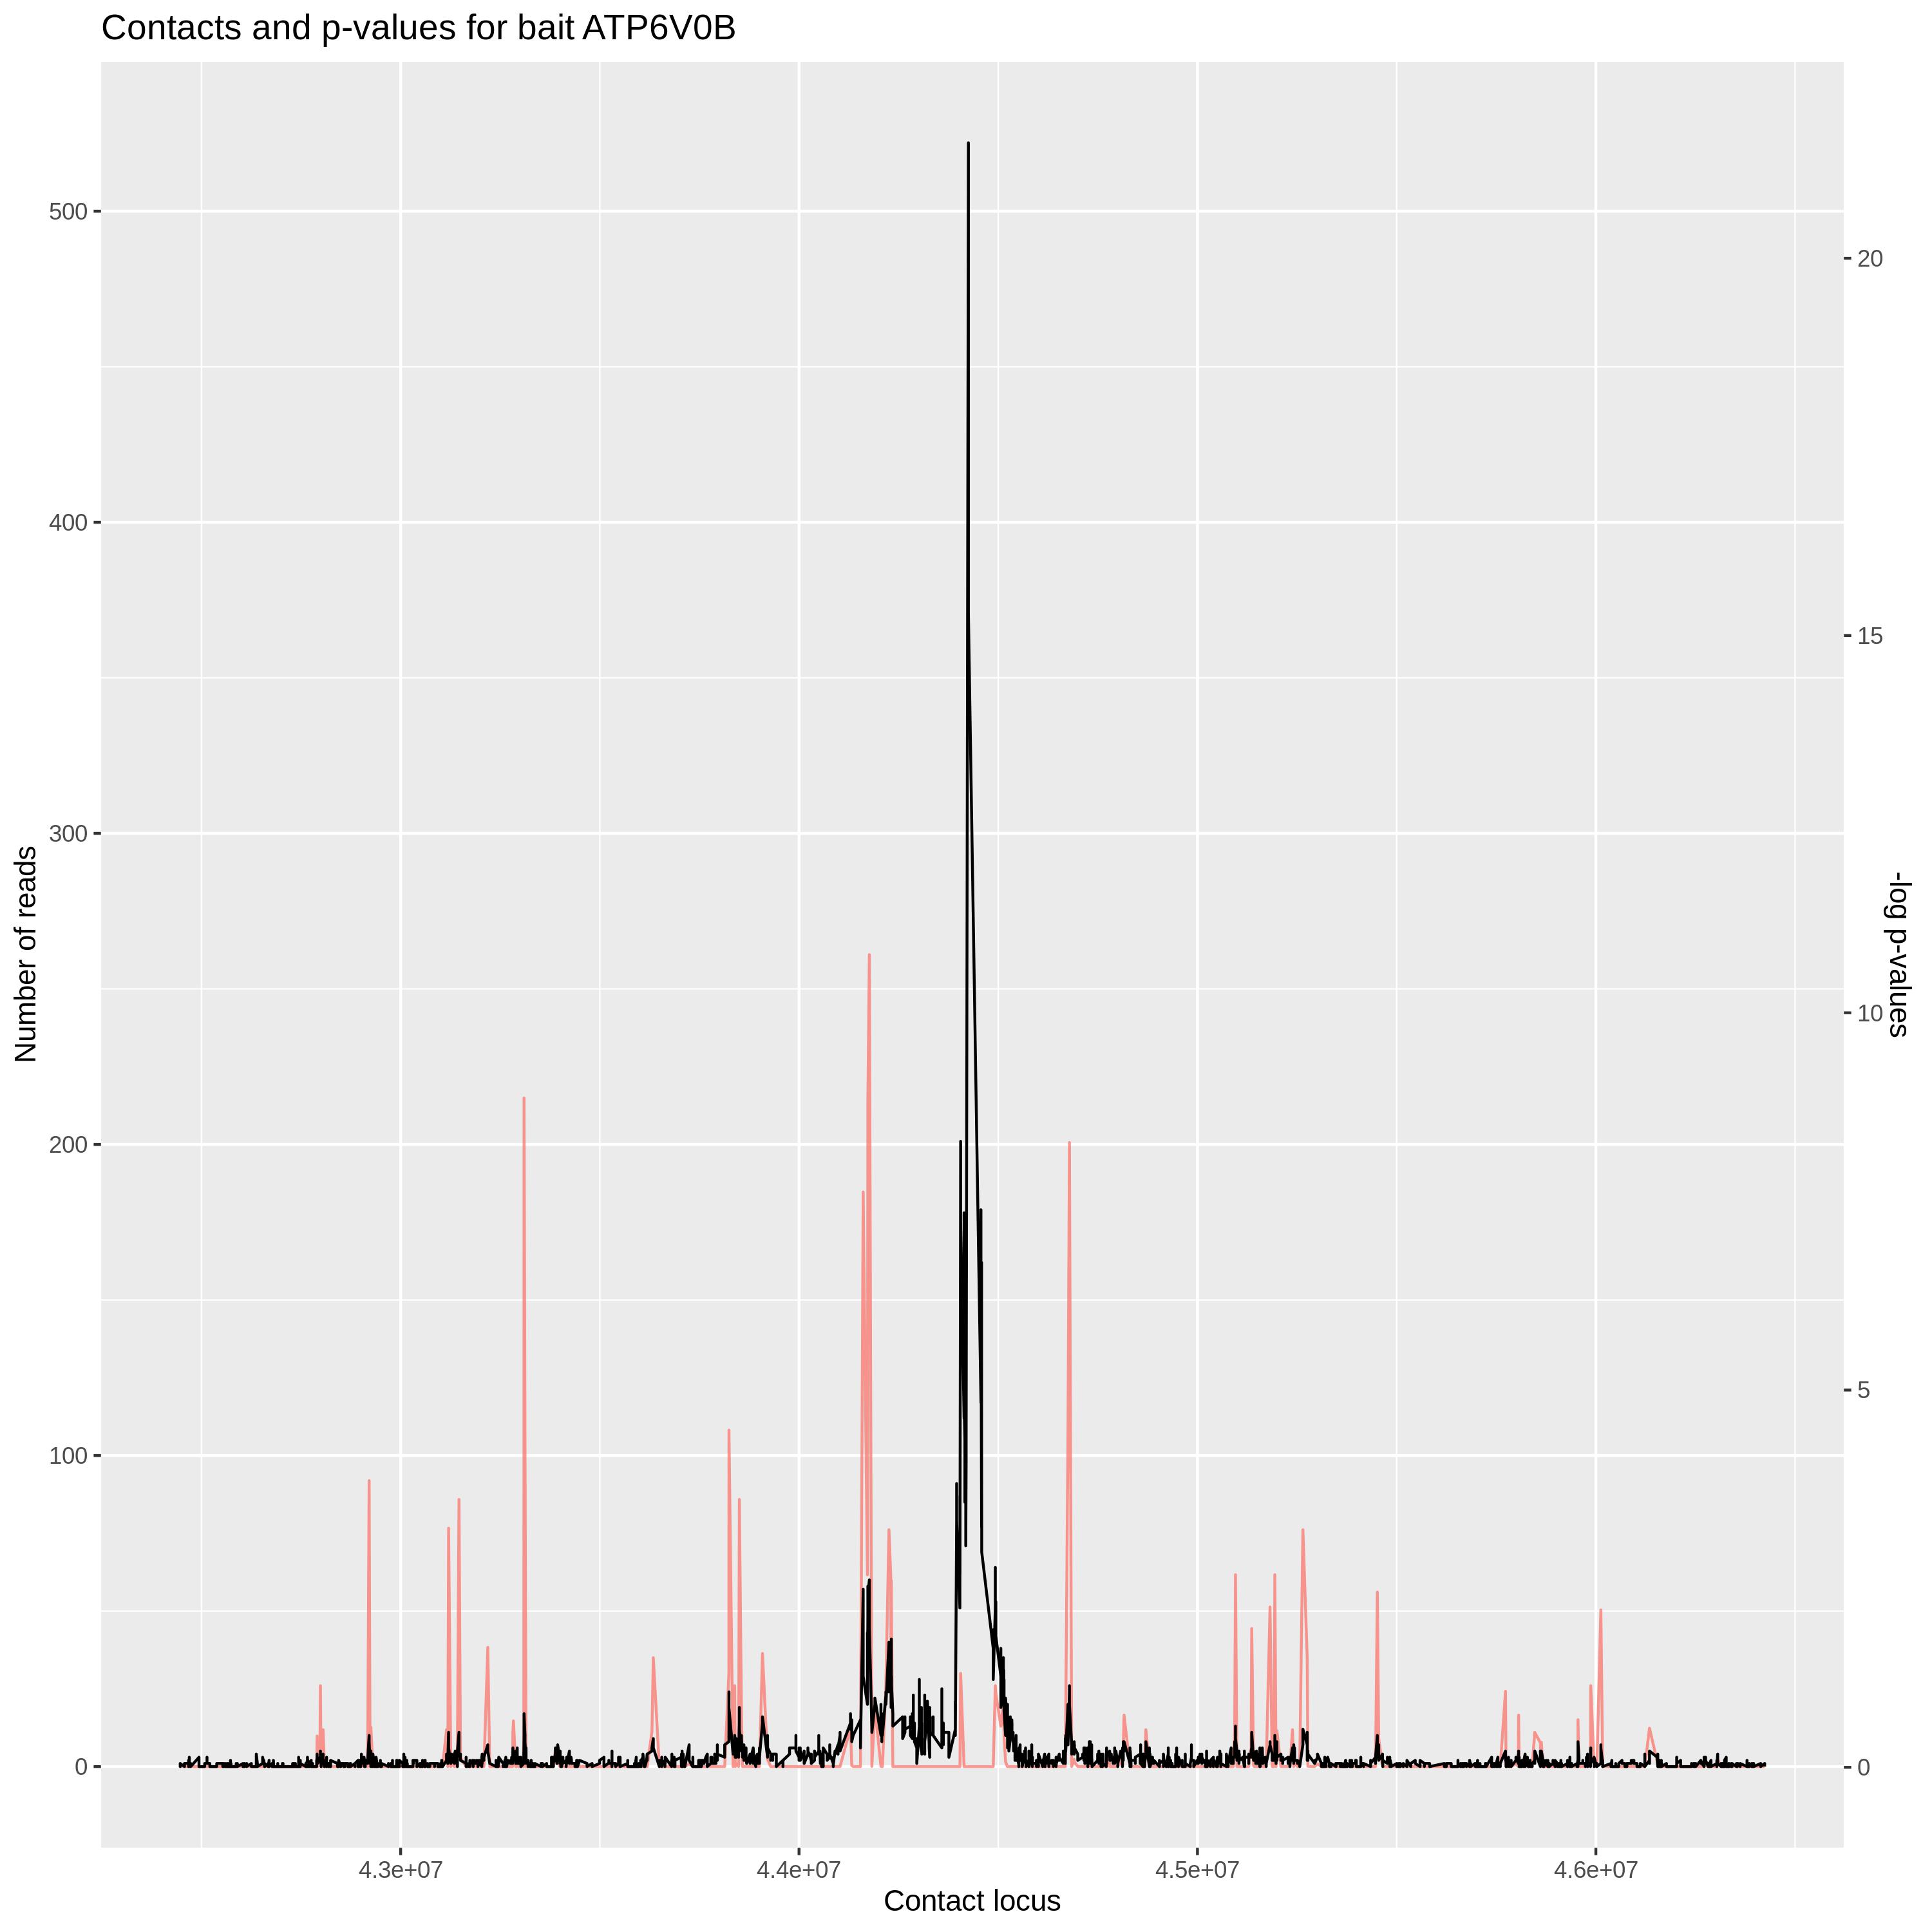 Contacts and p-values for bait ATP6V0B
500
400
300
200
100
0
Number of reads
20
15
10
5
0
-log p-values
4.3e+07
4.4e+07
4.5e+07
4.6e+07
Contact locus